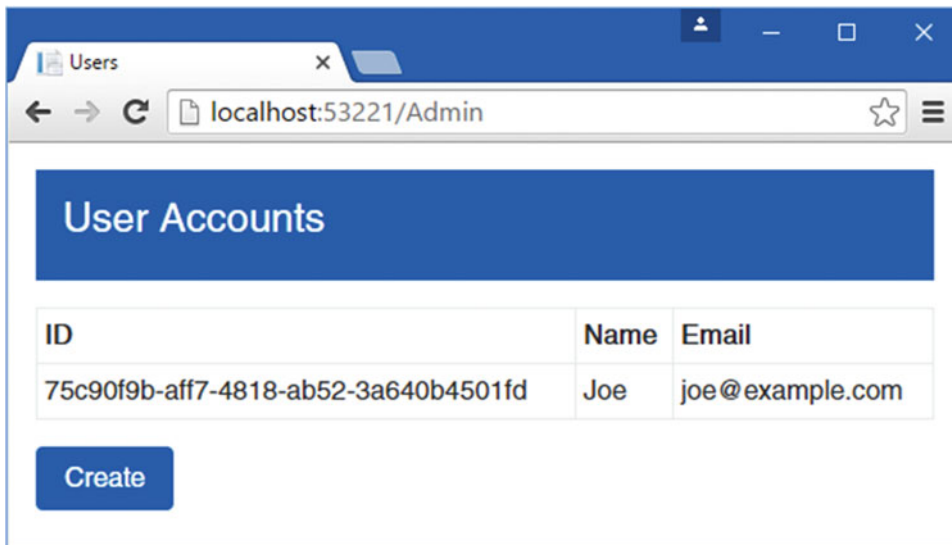 Users
localhost:53221/Admin
User Accounts
ID Name Email
75c90f9b-aff7-4818-ab52-3a640b4501fd Joe joe@example.com
Create